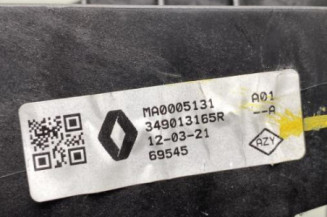 MA0005131 A01
349013165R --A
12-03-21
69545 AZY